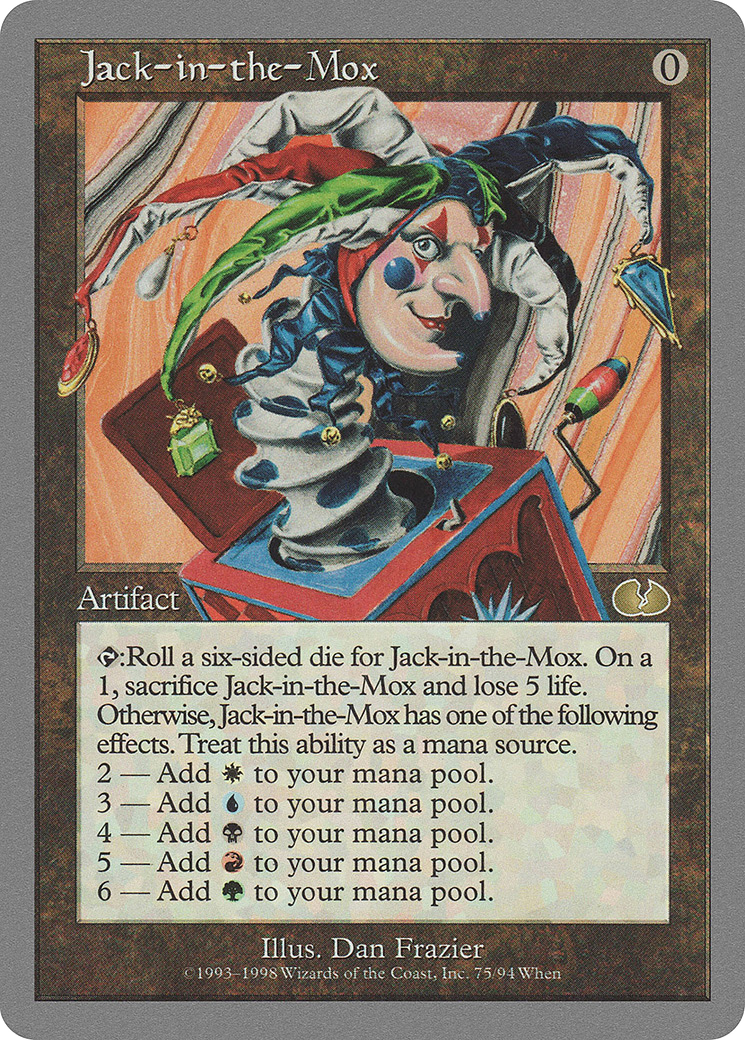 Jack-in-the-Mox 0
Artifact
:Roll a six-sided die for Jack-in-the-Mox. On a
1, sacrifice Jack-in-the-Mox and lose 5 life.
Otherwise, Jack-in-the-Mox has one of the following
effects. Treat this ability as a mana source.
2 — Add to your mana pool.
3 — Add to your mana pool.
4 — Add to your mana pool.
5 — Add to your mana pool.
6 — Add to your mana pool.
Illus. Dan Frazier
©1993–1998 Wizards of the Coast, Inc. 75/94 When